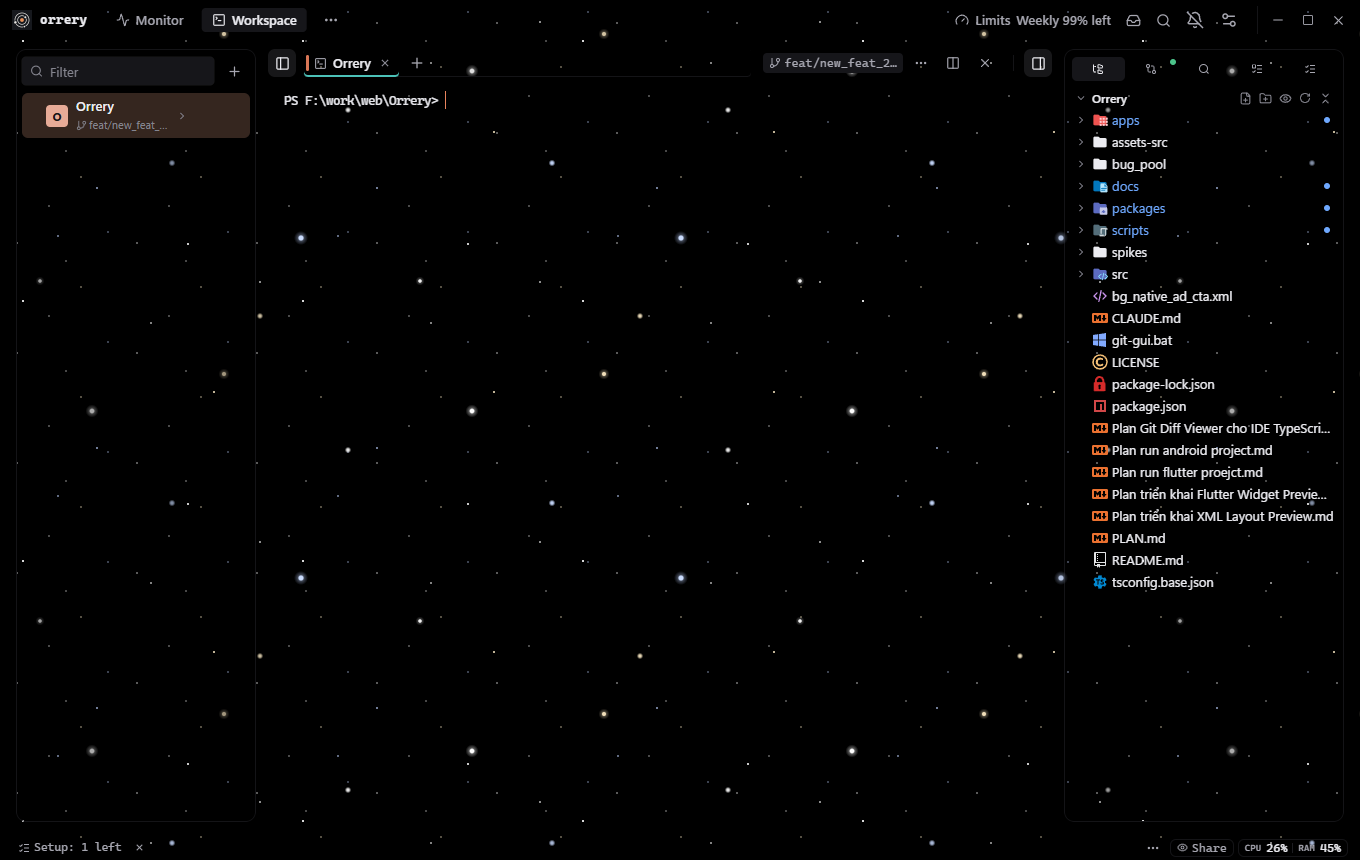 orrery
Monitor
Workspace
Limits Weekly 99% left
Filter
Orrery
feat/new_feat_2…
O
Orrery
feat/new_feat_…
PS F:\work\web\Orrery>
Orrery
apps
assets-src
bug_pool
docs
packages
scripts
spikes
src
bg_native_ad_cta.xml
CLAUDE.md
git-gui.bat
LICENSE
package-lock.json
package.json
Plan Git Diff Viewer cho IDE TypeScri…
Plan run android project.md
Plan run flutter proejct.md
Plan triển khai Flutter Widget Previe…
Plan triển khai XML Layout Preview.md
PLAN.md
README.md
tsconfig.base.json
Setup: 1 left
Share
CPU 26% RAM 45%